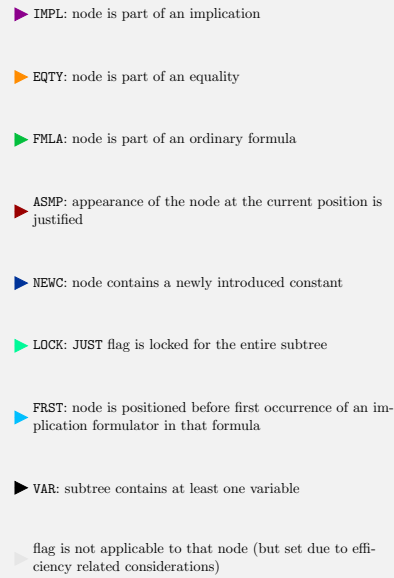 IMPL: node is part of an implication
EQTY: node is part of an equality
FMLA: node is part of an ordinary formula
ASMP: appearance of the node at the current position is
justified
NEWC: node contains a newly introduced constant
LOCK: JUST flag is locked for the entire subtree
FRST: node is positioned before first occurrence of an im-
plication formulator in that formula
VAR: subtree contains at least one variable
flag is not applicable to that node (but set due to effi-
ciency related considerations)